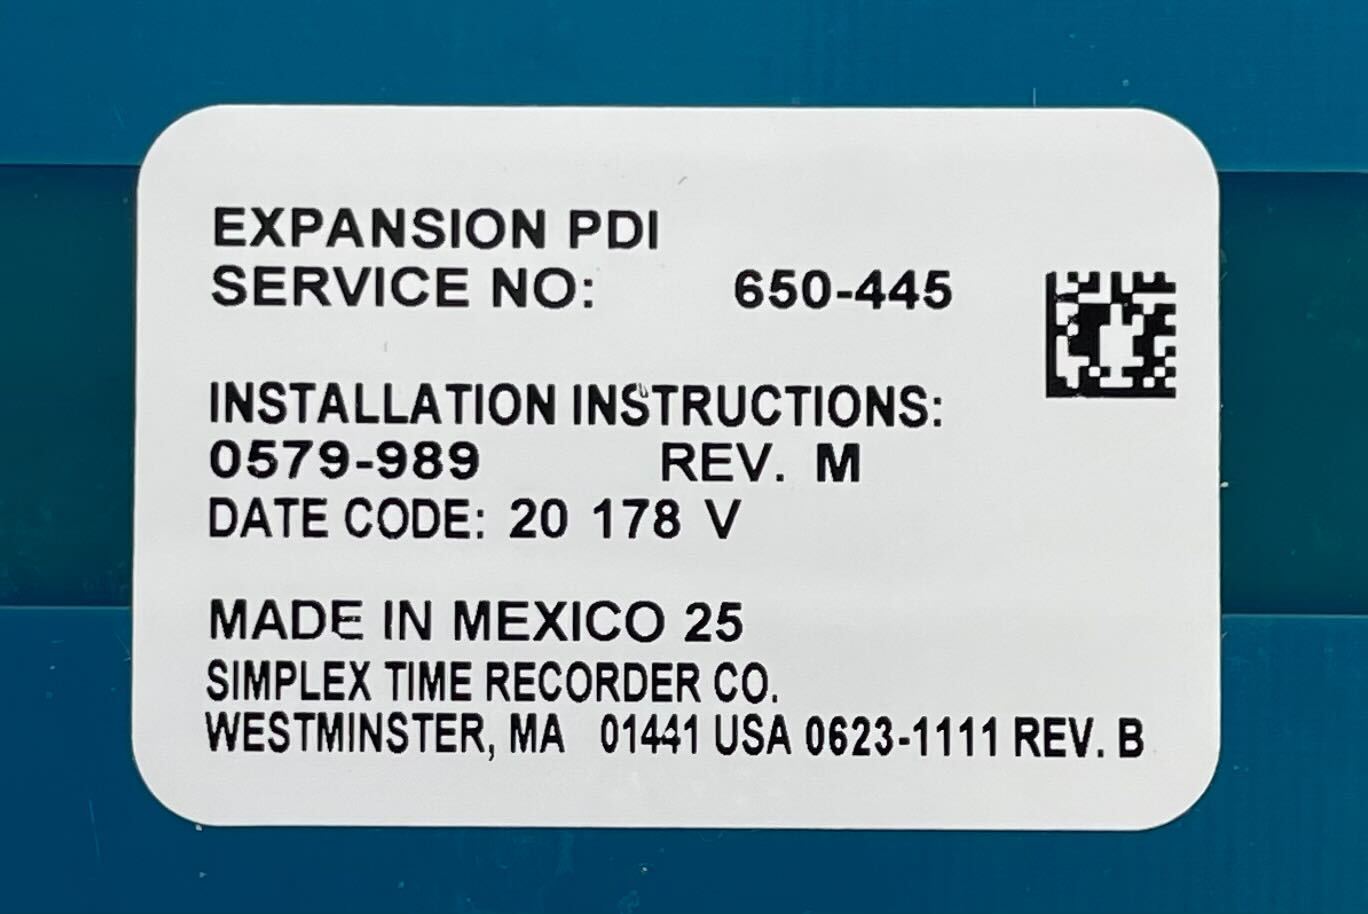 EXPANSION PDI
SERVICE NO: 650-445
INSTALLATION INSTRUCTIONS:
0579-989 REV. M
DATE CODE: 20 178 V
MADE IN MEXICO 25
SIMPLEX TIME RECORDER CO.
WESTMINSTER, MA 01441 USA 0623-1111 REV. B